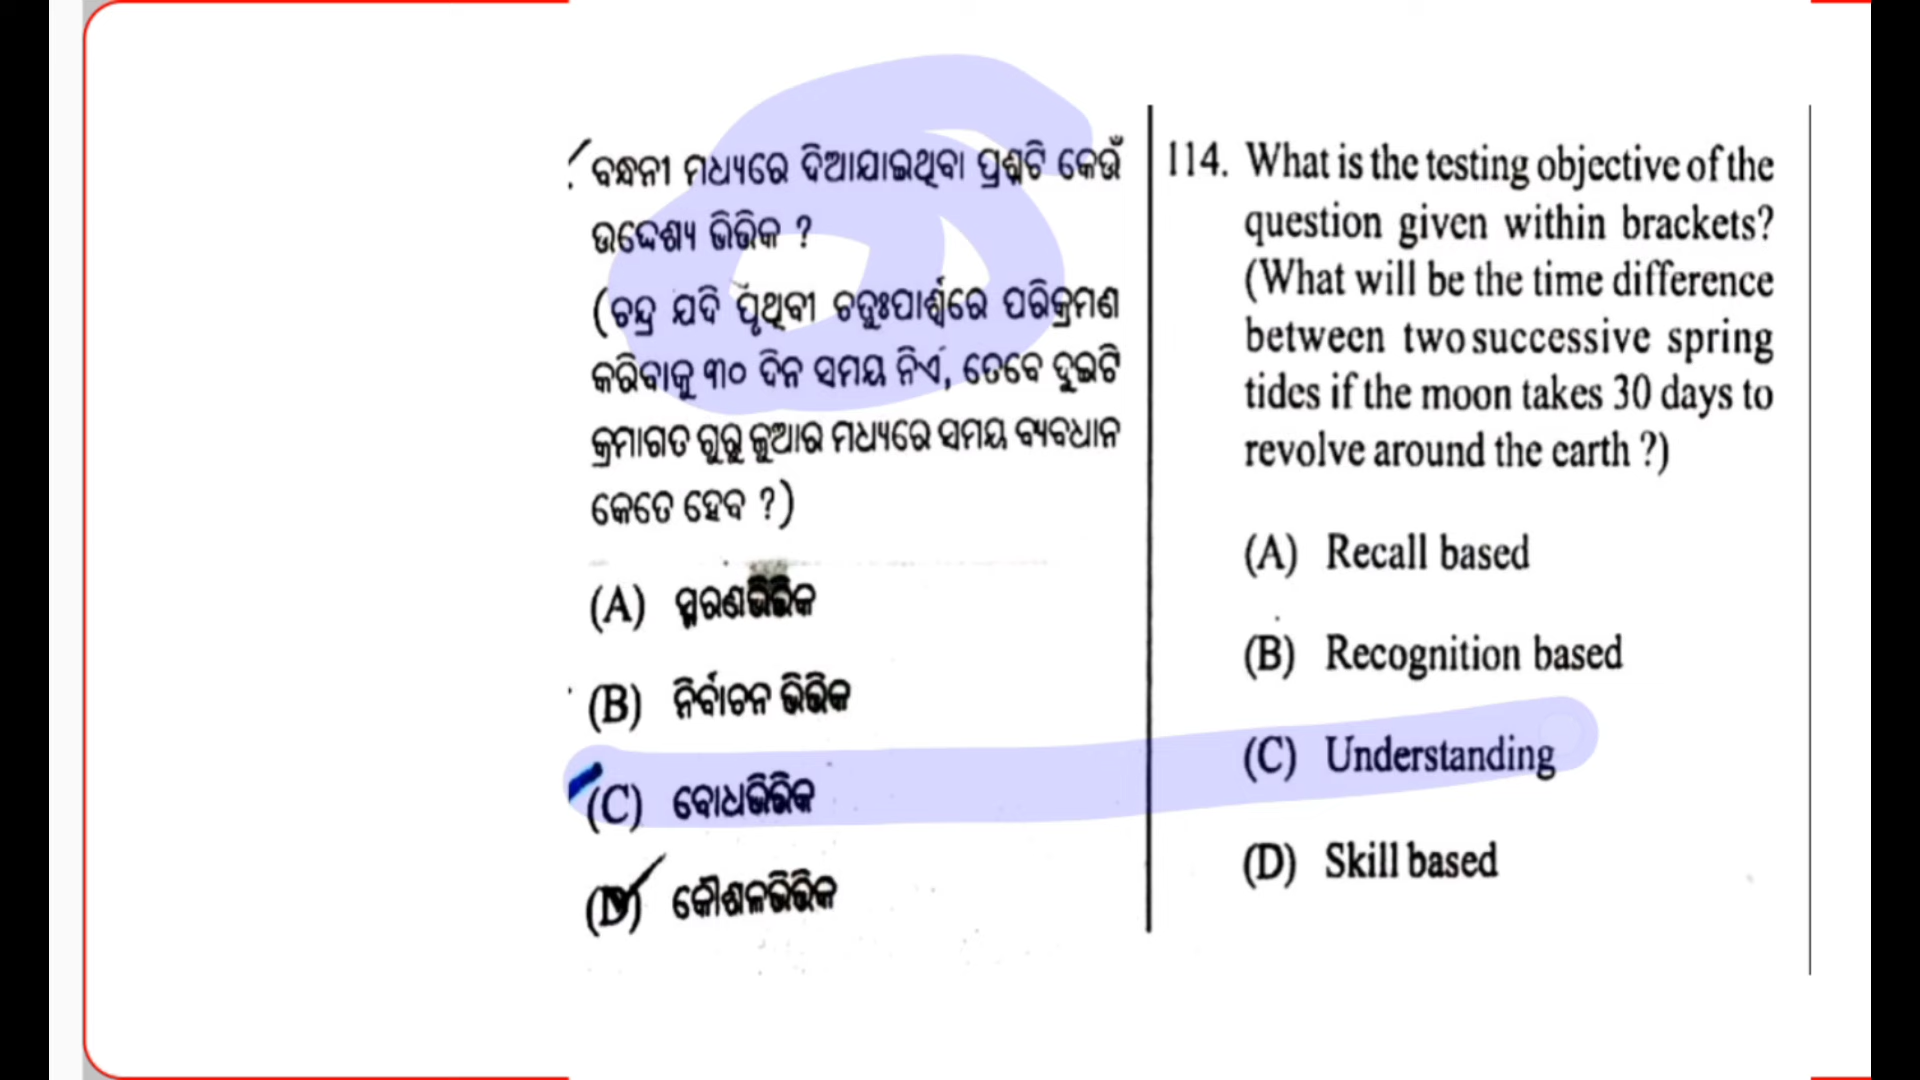 ବନ୍ଧନୀ ମଧ୍ୟରେ ଦିଆଯାଇଥିବା ପ୍ରଶ୍ନଟି କେଉଁ
ଉଦ୍ଦେଶ୍ୟ ଭିତ୍ତିକ ?
(ଚନ୍ଦ୍ର ଯଦି ପୃଥିବୀ ଚତୁଃପାର୍ଶ୍ୱରେ ପରିକ୍ରମଣ
କରିବାକୁ ୩୦ ଦିନ ସମୟ ନିଏ, ତେବେ ଦୁଇଟି
କ୍ରମାଗତ ଗୁରୁ ଜୁଆର ମଧ୍ୟରେ ସମୟ ବ୍ୟବଧାନ
କେତେ ହେବ ?)
(A) ସ୍ମରଣଭିତ୍ତିକ
(B) ନିର୍ବାଚନ ଭିତ୍ତିକ
(C) ବୋଧଭିତ୍ତିକ
(D) କୌଶଳଭିତ୍ତିକ
114. What is the testing objective of the
question given within brackets?
(What will be the time difference
between two successive spring
tides if the moon takes 30 days to
revolve around the earth ?)
(A) Recall based
(B) Recognition based
(C) Understanding
(D) Skill based